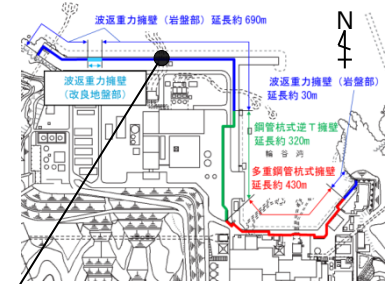 波返重力擁壁（岩盤部）延長約 690m
N
波返重力擁壁
（改良地盤部）
波返重力擁壁（岩盤部）
延長約 30m
鋼管杭式逆T擁壁
延長約 320m
輪谷湾
多重鋼管杭式擁壁
延長約 430m